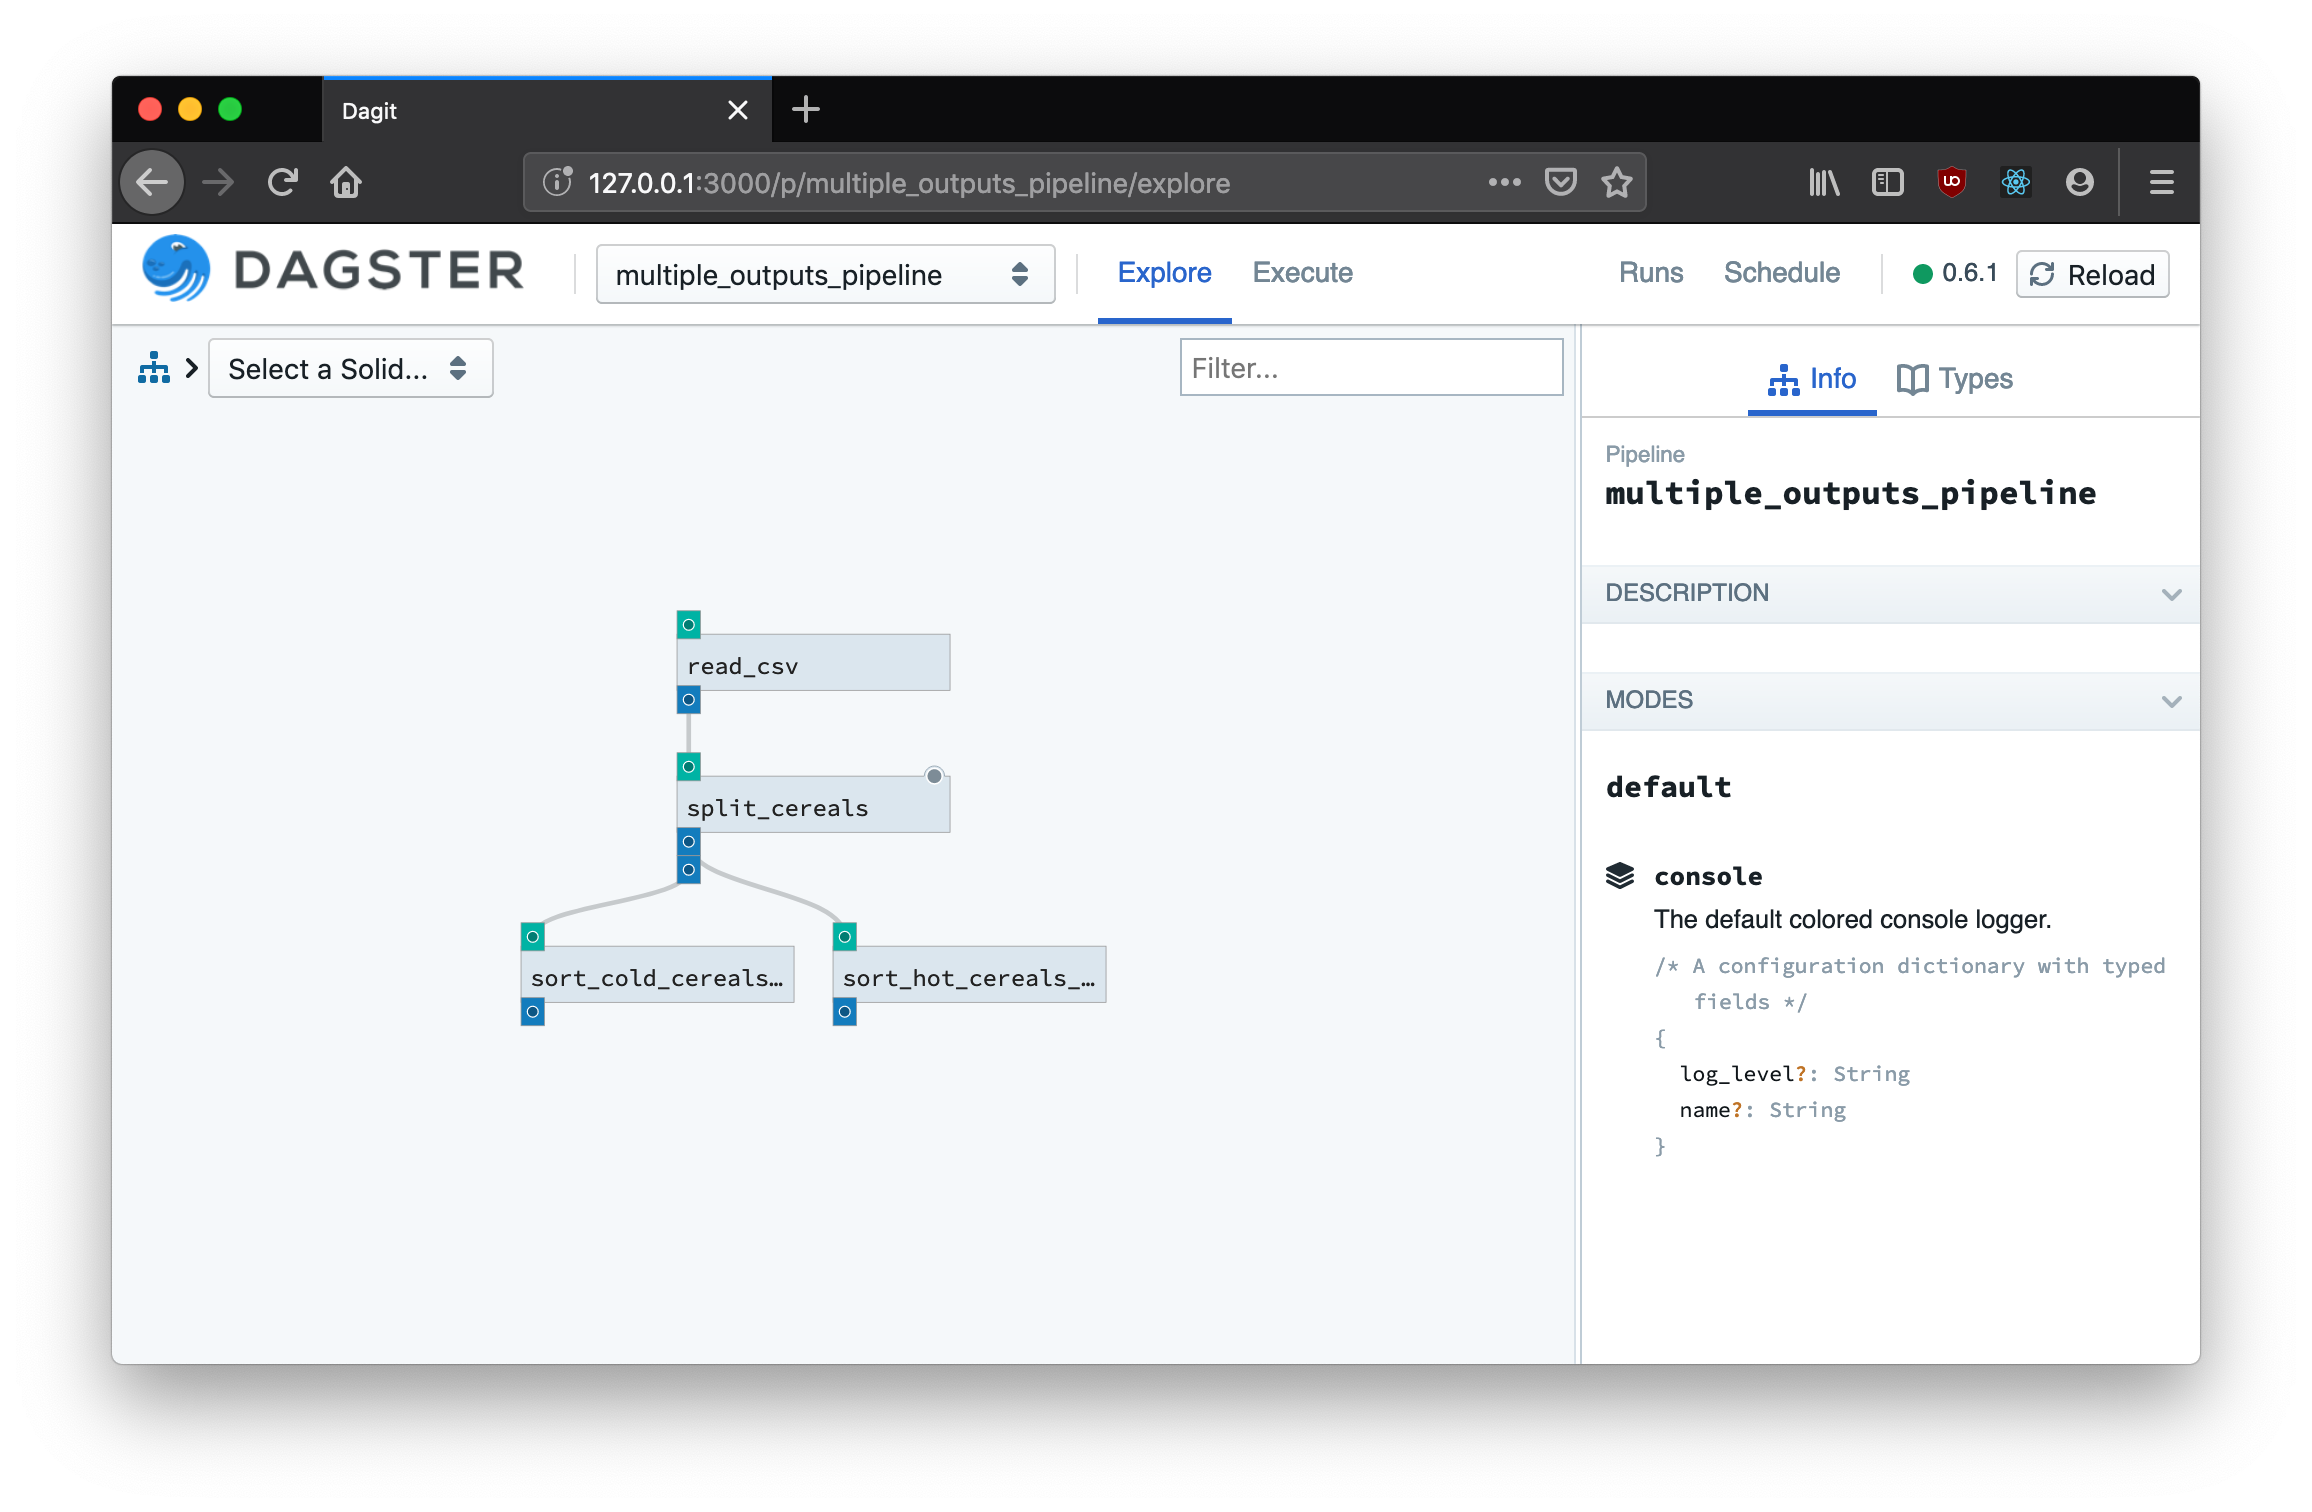 Dagit
127.0.0.1:3000/p/multiple_outputs_pipeline/explore
DAGSTER
multiple_outputs_pipeline
Explore
Execute
Runs
Schedule
0.6.1
Reload
Select a Solid...
Filter...
Info
Types
Pipeline
multiple_outputs_pipeline
DESCRIPTION
MODES
default
console
The default colored console logger.
/* A configuration dictionary with typed
fields */
{
log_level?: String
name?: String
}
read_csv
split_cereals
sort_cold_cereals…
sort_hot_cereals_…